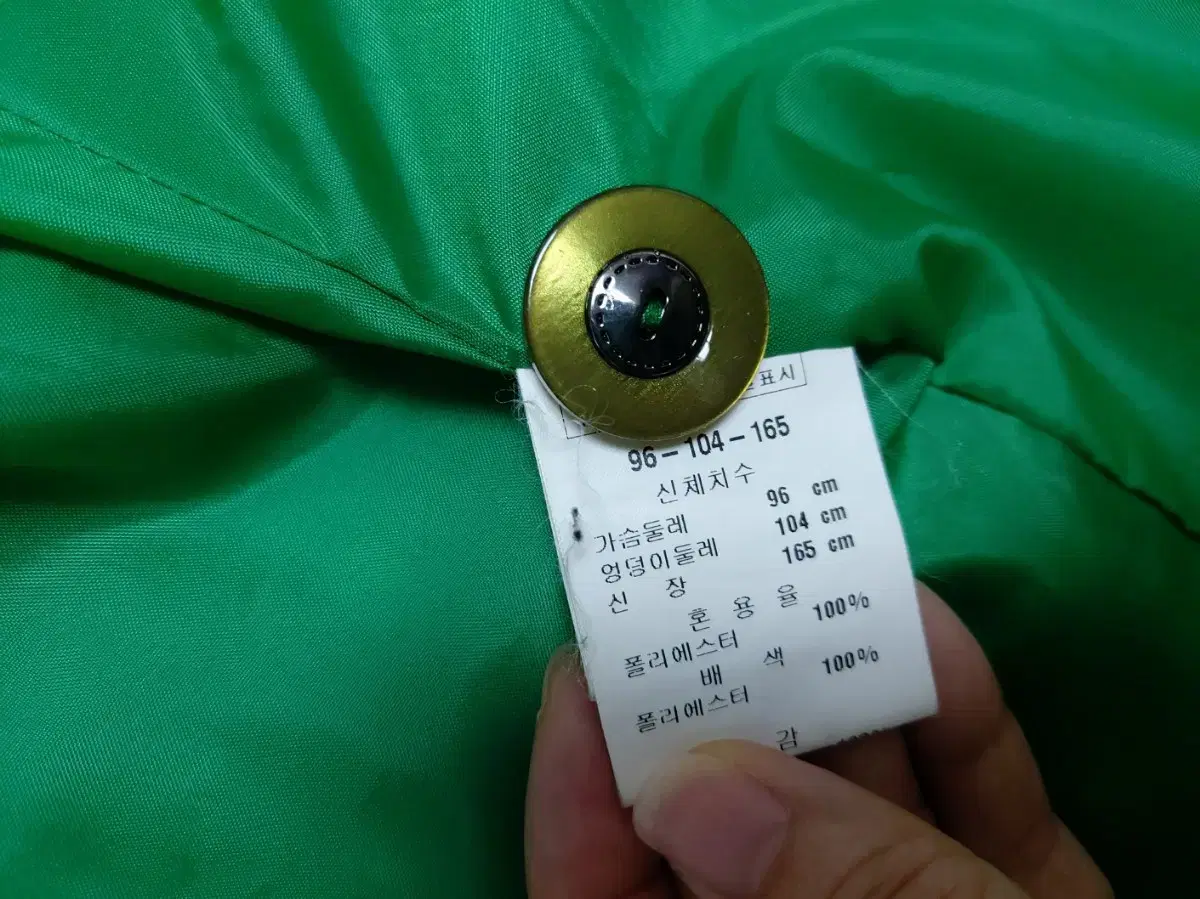 표시
96-104-165
신체치수
가슴둘레 96 cm
엉덩이둘레 104 cm
신 장 165 cm
혼 용 율
폴리에스터 100%
배 색
폴리에스터 100%
감